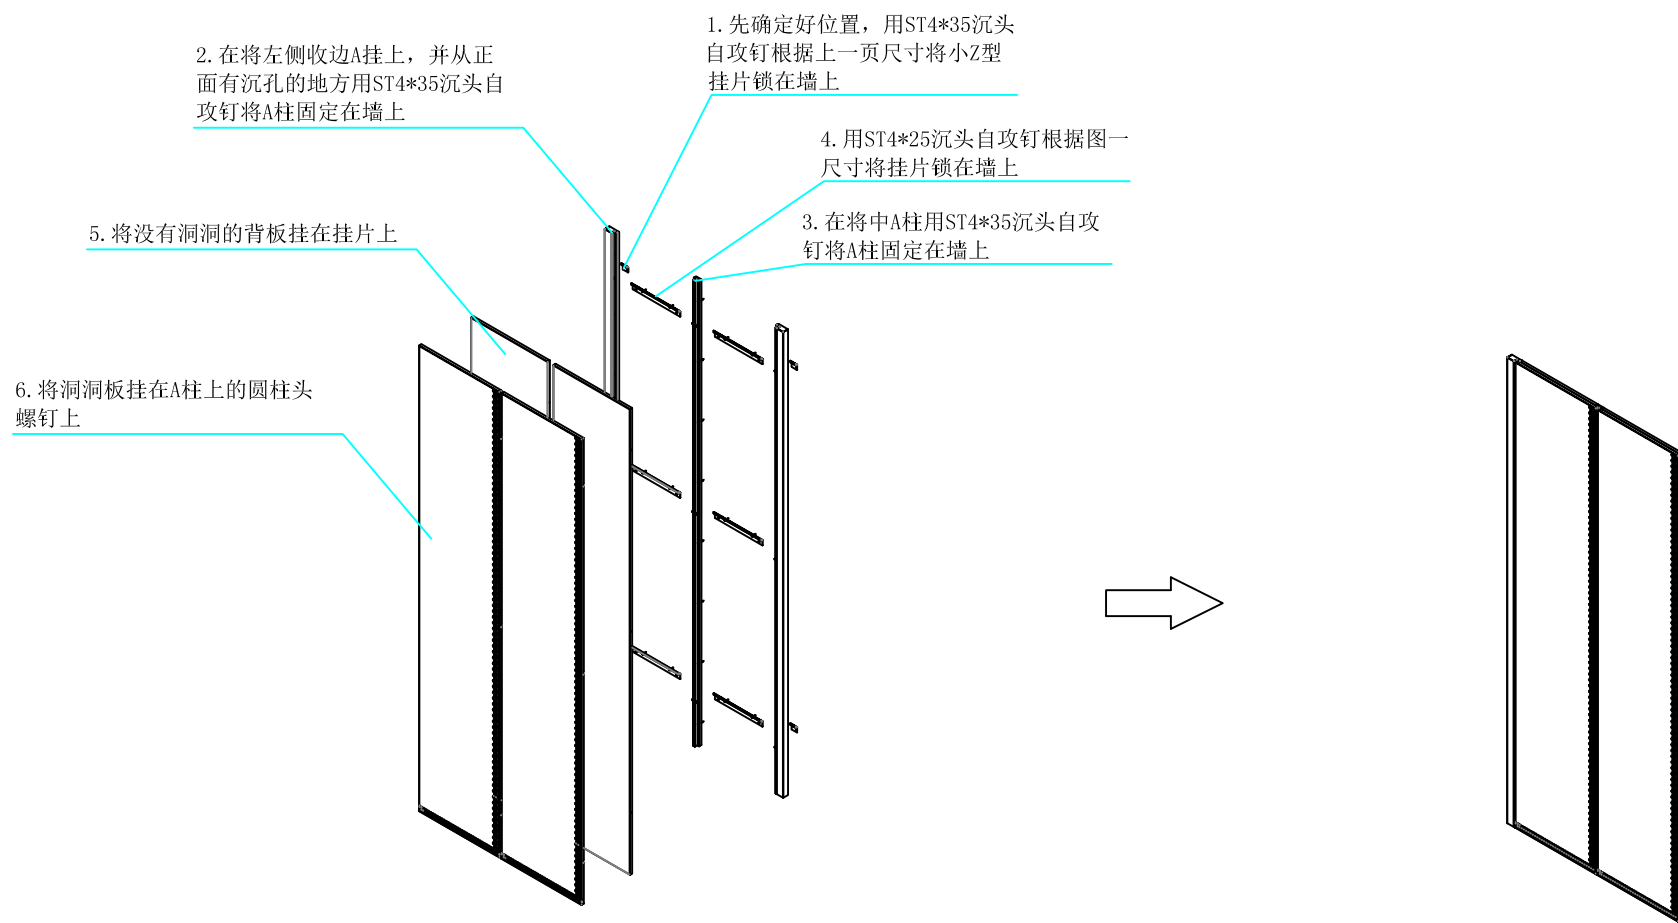 1.先确定好位置，用ST4*35沉头
自攻钉根据上一页尺寸将小Z型
挂片锁在墙上
2.在将左侧收边A挂上，并从正
面有沉孔的地方用ST4*35沉头自
攻钉将A柱固定在墙上
4.用ST4*25沉头自攻钉根据图一
尺寸将挂片锁在墙上
3.在将中A柱用ST4*35沉头自攻
钉将A柱固定在墙上
5.将没有洞洞的背板挂在挂片上
6.将洞洞板挂在A柱上的圆柱头
螺钉上